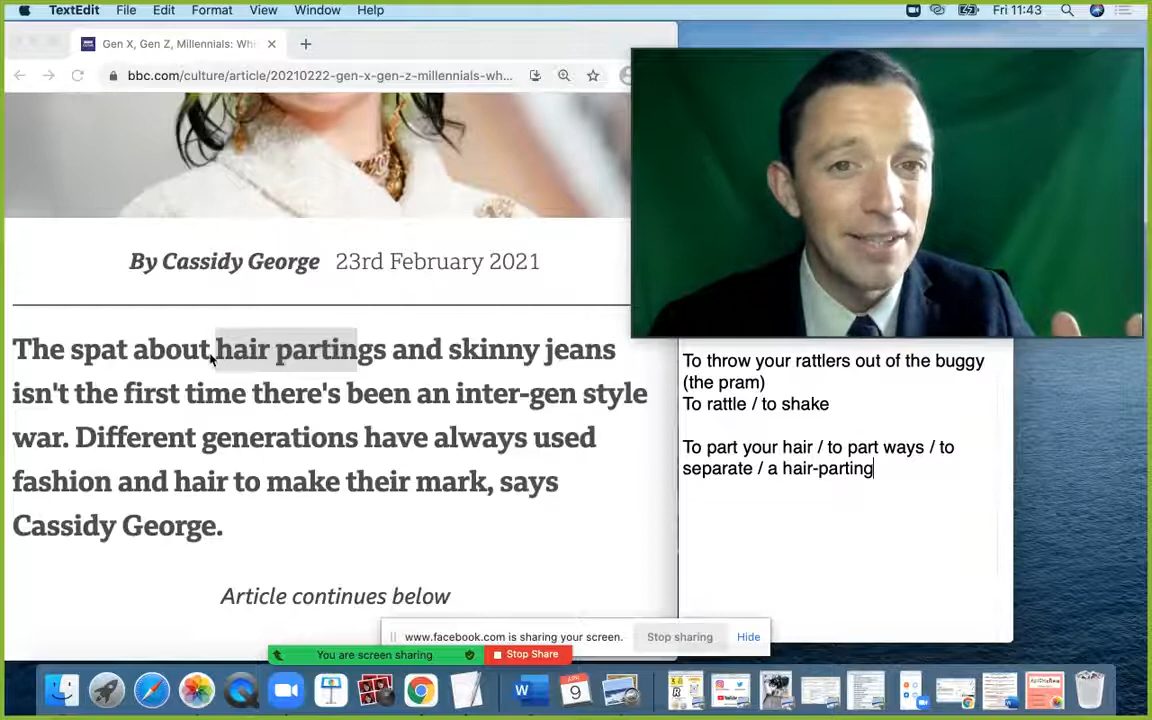 TextEdit File Edit Format View Window Help Fri 11:43
Gen X, Gen Z, Millennials: Wh
bbc.com/culture/article/20210222-gen-x-gen-z-millennials-wh...
By Cassidy George 23rd February 2021
The spat about hair partings and skinny jeans
isn't the first time there's been an inter-gen style
war. Different generations have always used
fashion and hair to make their mark, says
Cassidy George.
Article continues below
To throw your rattlers out of the buggy
(the pram)
To rattle / to shake
To part your hair / to part ways / to
separate / a hair-parting
www.facebook.com is sharing your screen. Stop sharing Hide
You are screen sharing Stop Share
W
APR
9